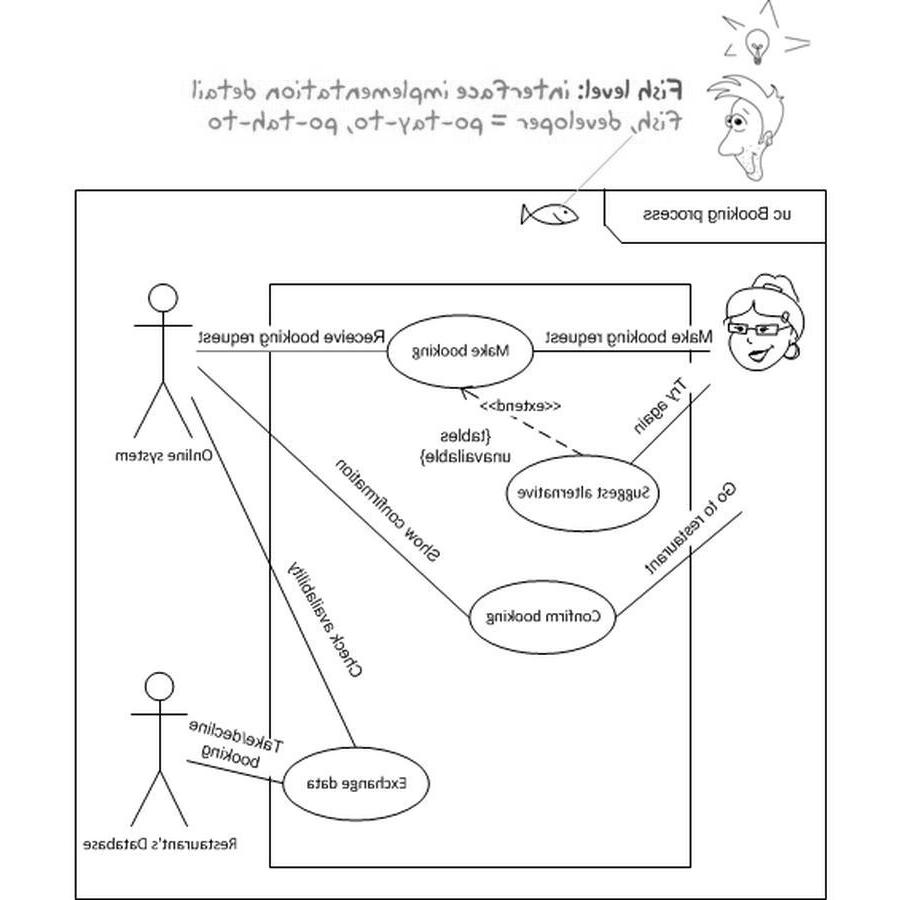 Fish level: interface implementation detail
Fish, developer = po-tay-to, po-tah-to
uc Booking process
Make booking request
Make booking
Receive booking request
<<extend>>
Try again
{tables
unavailable}
Online system
Suggest alternative
Show confirmation
Go to restaurant
Confirm booking
Check availability
Take/decline
booking
Exchange data
Restaurant's Database